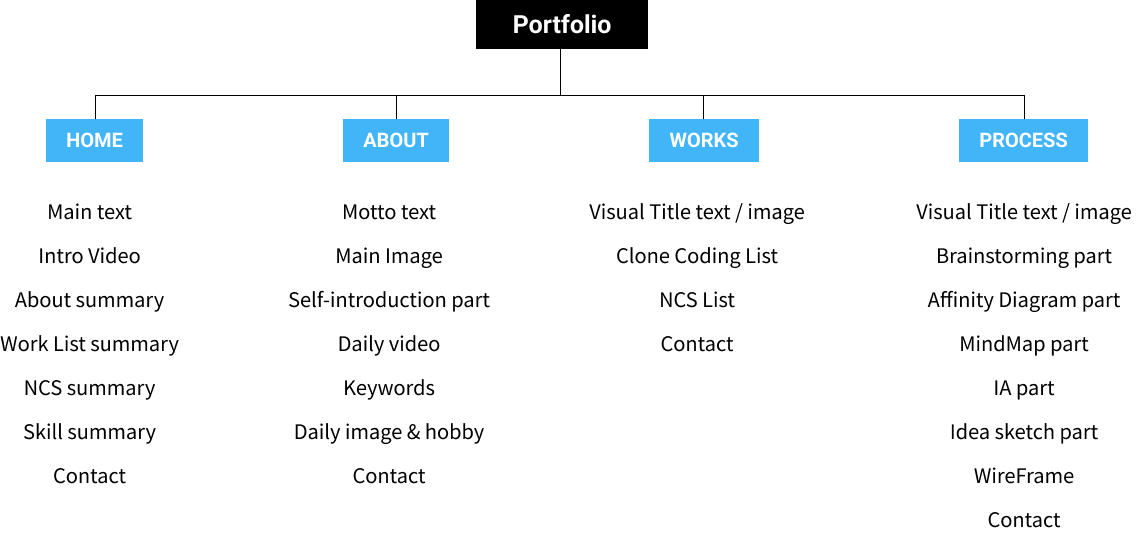 Portfolio
HOME
ABOUT
WORKS
PROCESS
Main text
Intro Video
About summary
Work List summary
NCS summary
Skill summary
Contact
Motto text
Main Image
Self-introduction part
Daily video
Keywords
Daily image & hobby
Contact
Visual Title text / image
Clone Coding List
NCS List
Contact
Visual Title text / image
Brainstorming part
Affinity Diagram part
MindMap part
IA part
Idea sketch part
WireFrame
Contact